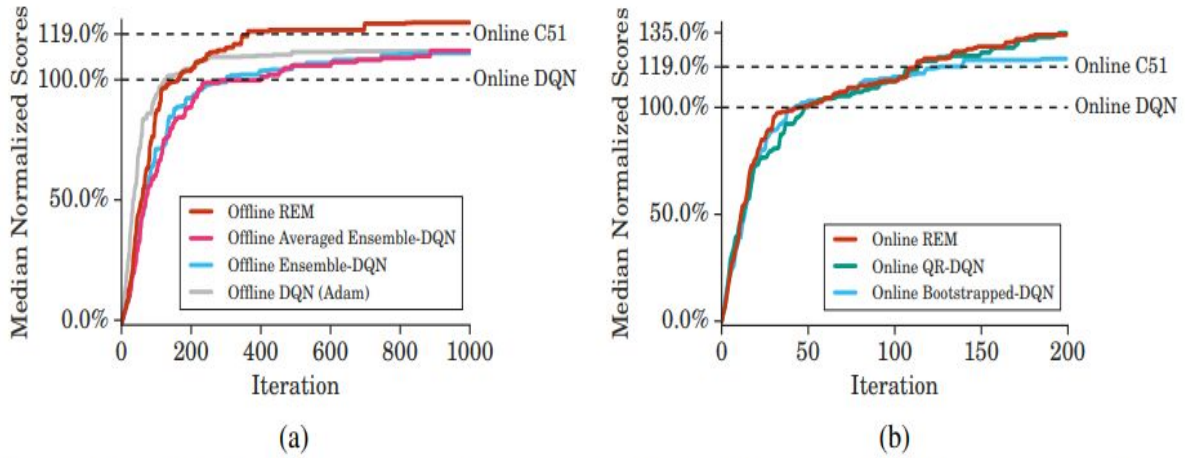 Median Normalized Scores
119.0%
100.0%
50.0%
0.0%
Online C51
Online DQN
Offline REM
Offline Averaged Ensemble-DQN
Offline Ensemble-DQN
Offline DQN (Adam)
0 200 400 600 800 1000
Iteration
(a)
Median Normalized Scores
135.0%
119.0%
100.0%
50.0%
0.0%
Online C51
Online DQN
Online REM
Online QR-DQN
Online Bootstrapped-DQN
0 50 100 150 200
Iteration
(b)